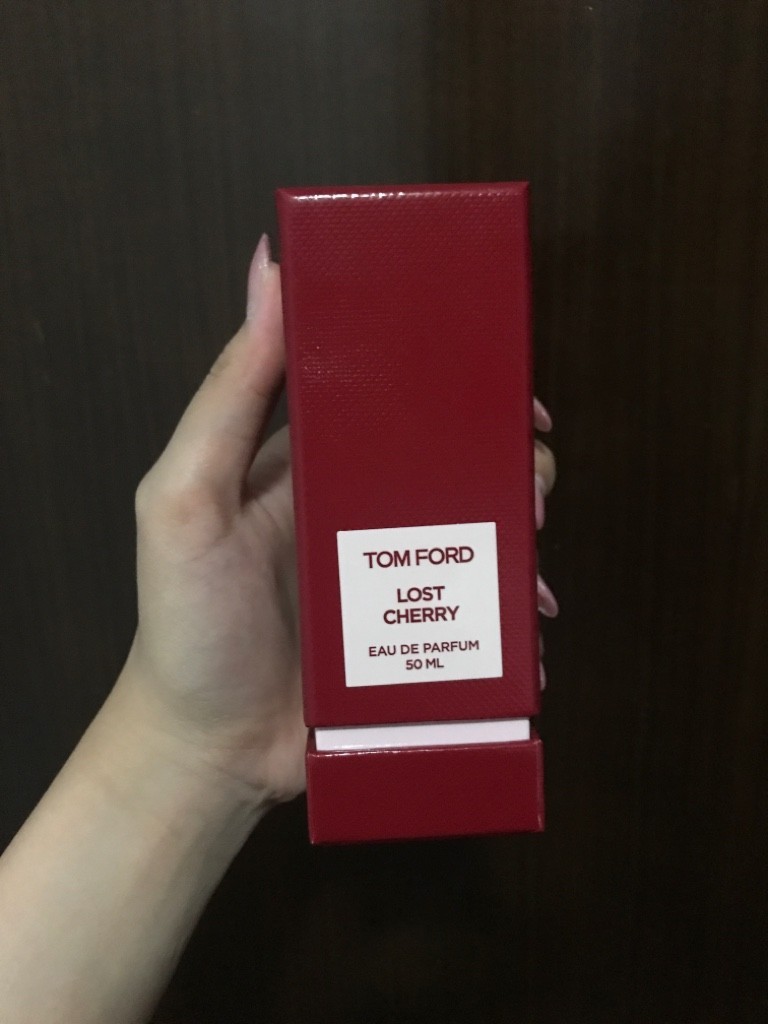 TOM FORD
LOST
CHERRY
EAU DE PARFUM
50 ML